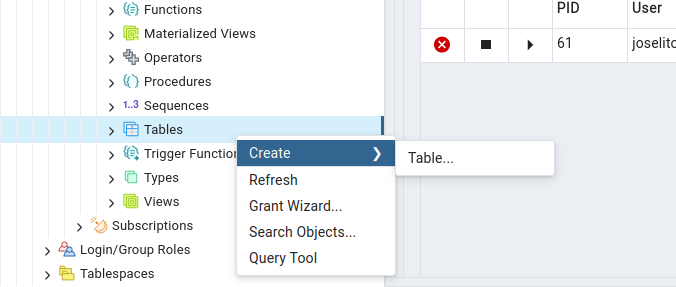 Functions
Materialized Views
Operators
Procedures
1..3 Sequences
Tables
Trigger Function
Types
Views
Subscriptions
Login/Group Roles
Tablespaces
Create
Refresh
Grant Wizard...
Search Objects...
Query Tool
Table...
PID User
61 joselito